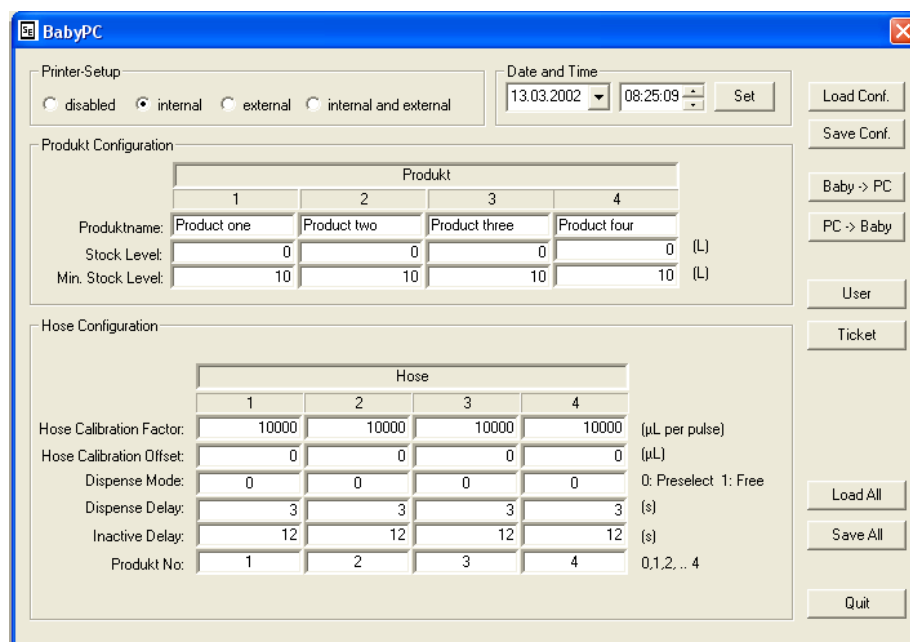 SE BabyPC
Printer-Setup
disabled internal external internal and external
Date and Time
13.03.2002 08:25:09 Set
Load Conf.
Save Conf.
Baby -> PC
PC -> Baby
User
Ticket
Load All
Save All
Quit
Produkt Configuration
Produkt
1 2 3 4
Produktname: Product one Product two Product three Product four
Stock Level: 0 0 0 0 (L)
Min. Stock Level: 10 10 10 10 (L)
Hose Configuration
Hose
1 2 3 4
Hose Calibration Factor: 10000 10000 10000 10000 (µL per pulse)
Hose Calibration Offset: 0 0 0 0 (µL)
Dispense Mode: 0 0 0 0 0: Preselect 1: Free
Dispense Delay: 3 3 3 3 (s)
Inactive Delay: 12 12 12 12 (s)
Produkt No: 1 2 3 4 0,1,2, .. 4